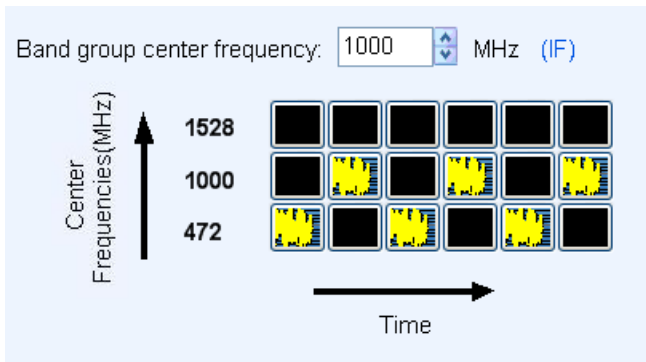 Band group center frequency: 1000 MHz (IF)
Center
Frequencies(MHz)
1528
1000
472
Time